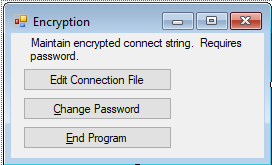 Encryption
Maintain encrypted connect string.  Requires
password.
Edit Connection File
Change Password
End Program